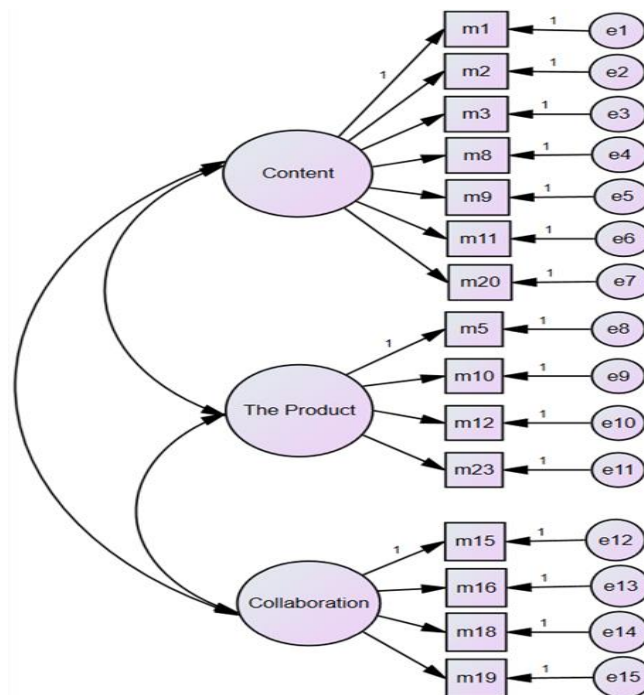 m1 1 e1
1
m2 1 e2
m3 1 e3
m8 1 e4
Content
m9 1 e5
m11 1 e6
m20 1 e7
m5 1 e8
1
m10 1 e9
The Product
m12 1 e10
m23 1 e11
m15 1 e12
1
m16 1 e13
Collaboration
m18 1 e14
m19 1 e15